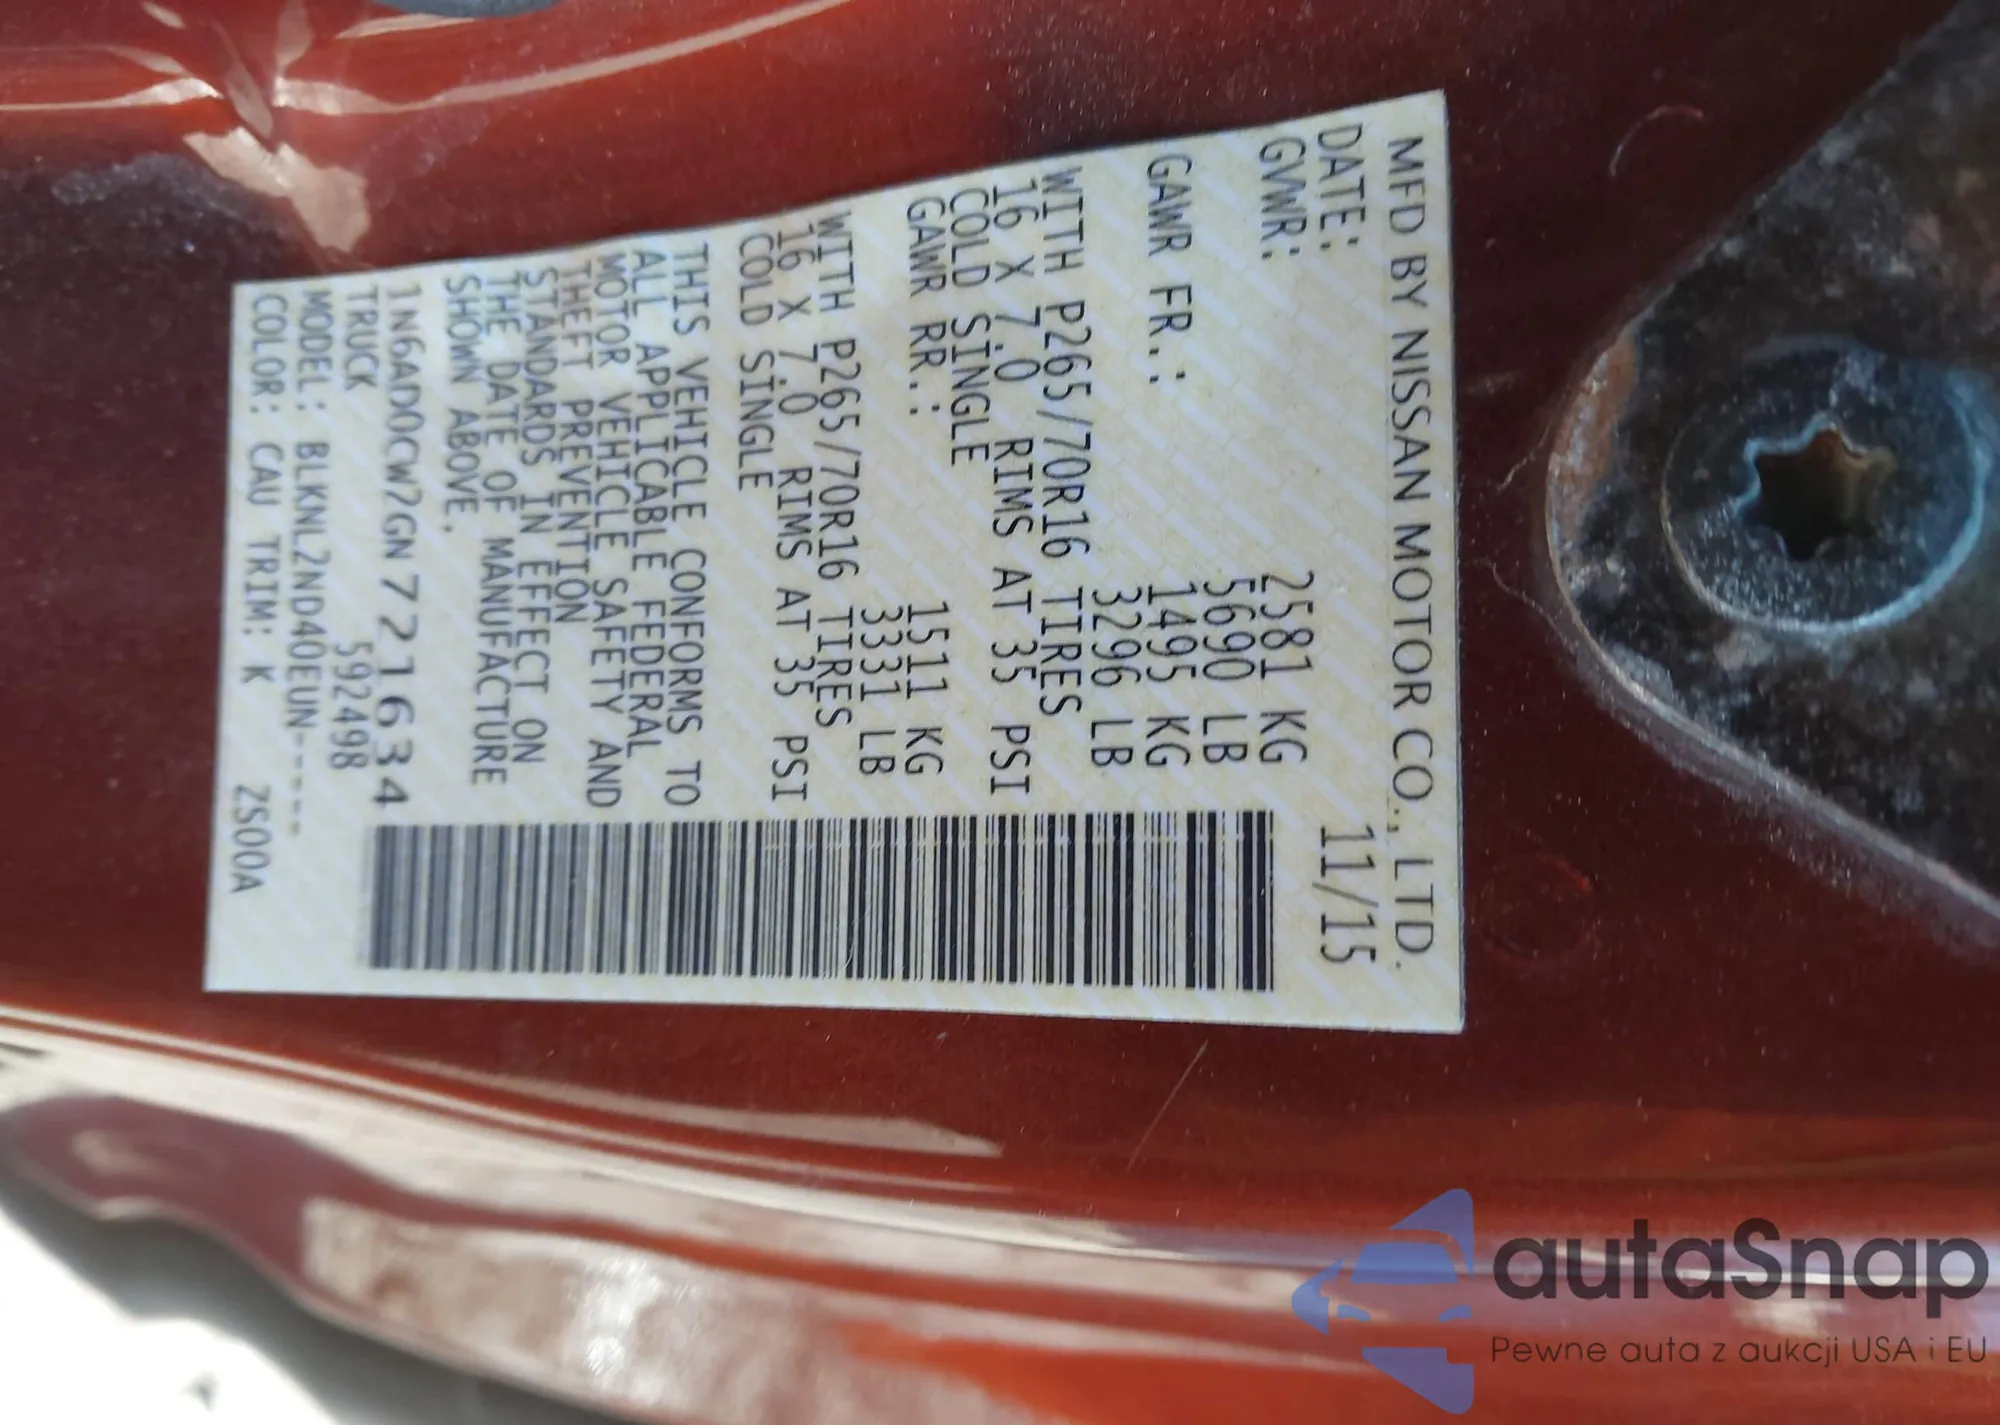 MFD BY NISSAN MOTOR CO., LTD.
DATE: 11/15
GVWR: 2581 KG
5690 LB
GAWR FR.: 1495 KG
3296 LB
WITH P265/70R16 TIRES
16 X 7.0 RIMS AT 35 PSI
COLD SINGLE
GAWR RR.: 1511 KG
3331 LB
WITH P265/70R16 TIRES
16 X 7.0 RIMS AT 35 PSI
COLD SINGLE
THIS VEHICLE CONFORMS TO
ALL APPLICABLE FEDERAL
MOTOR VEHICLE SAFETY AND
THEFT PREVENTION
STANDARDS IN EFFECT ON
THE DATE OF MANUFACTURE
SHOWN ABOVE.
1N6AD0CW2GN721634
TRUCK 592498
MODEL: BLKNL2ND40EUN-----
COLOR: CAU TRIM: K ZS00A
autaSnap
Pewne auta z aukcji USA i EU